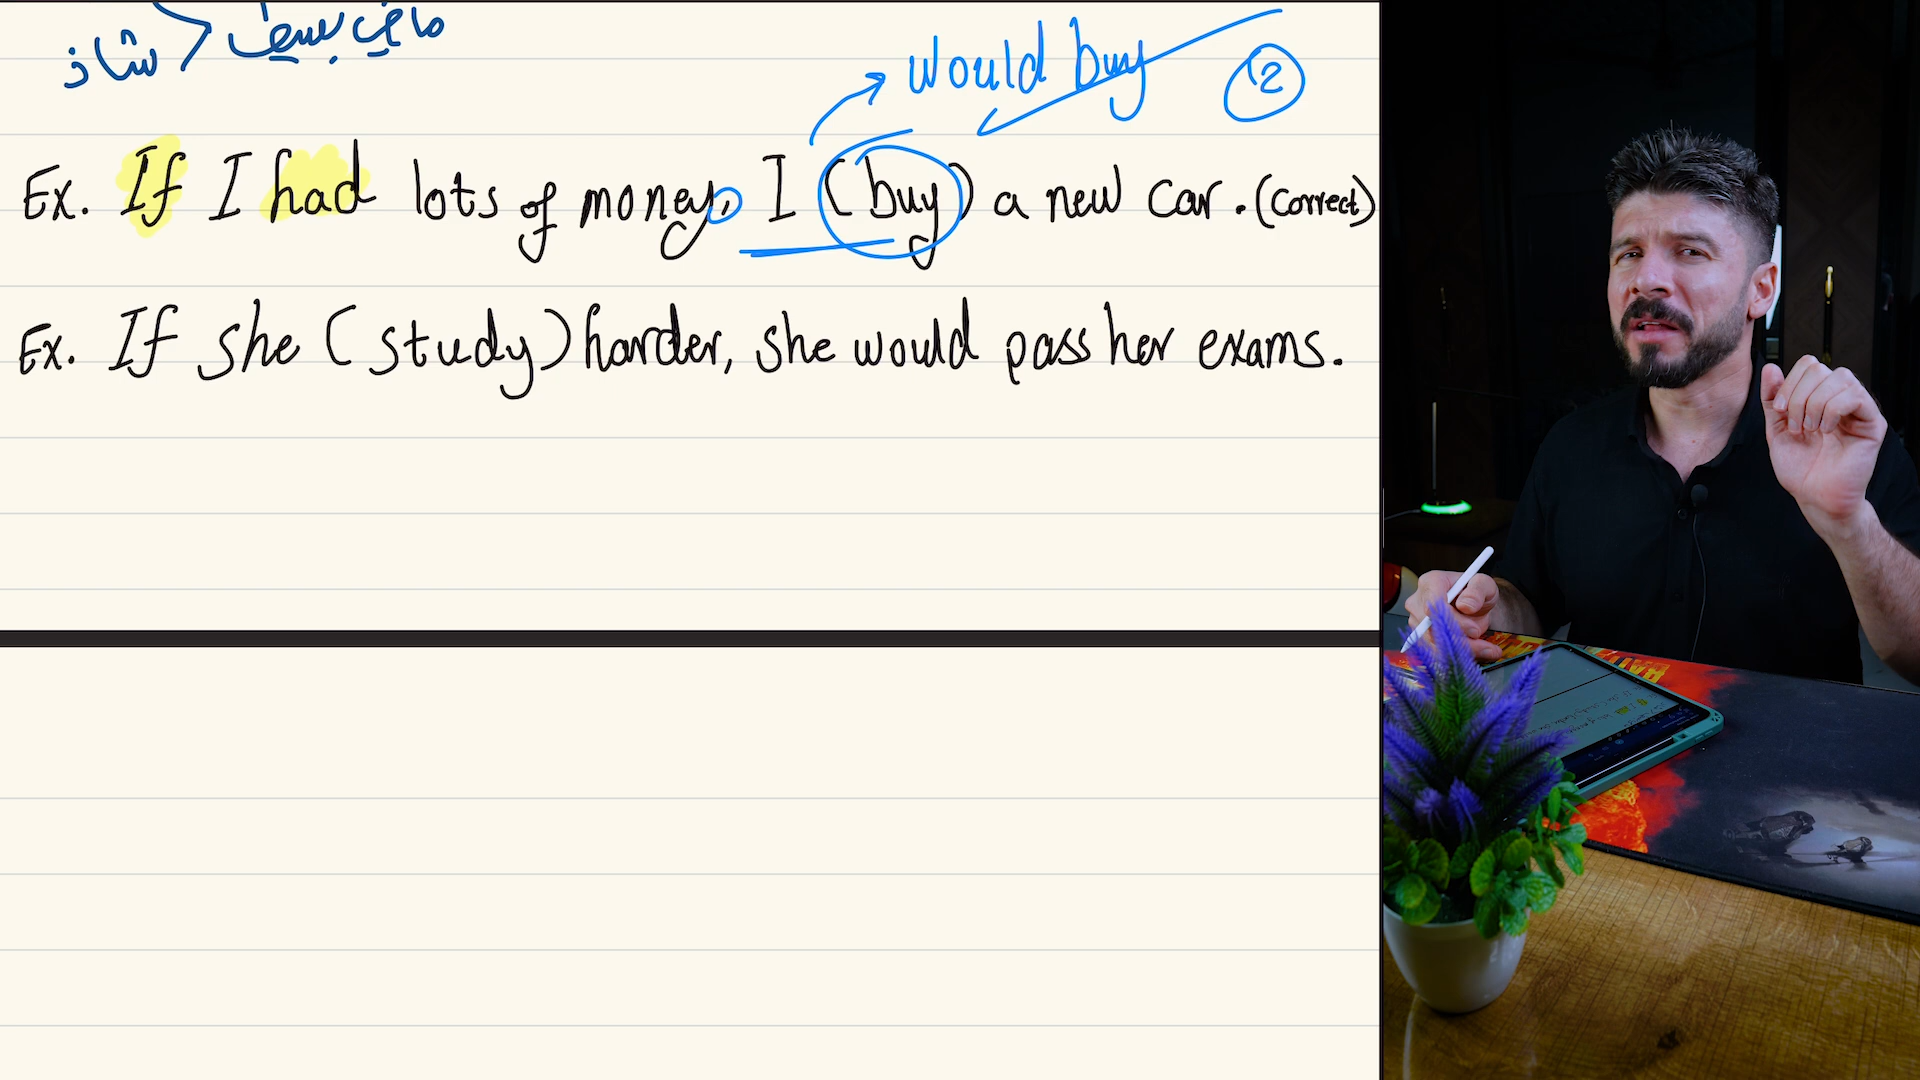 ماضي بسيط > شاذ
would buy 2
Ex. If I had lots of money, I (buy) a new car. (correct)
Ex. If she (study) harder, she would pass her exams.